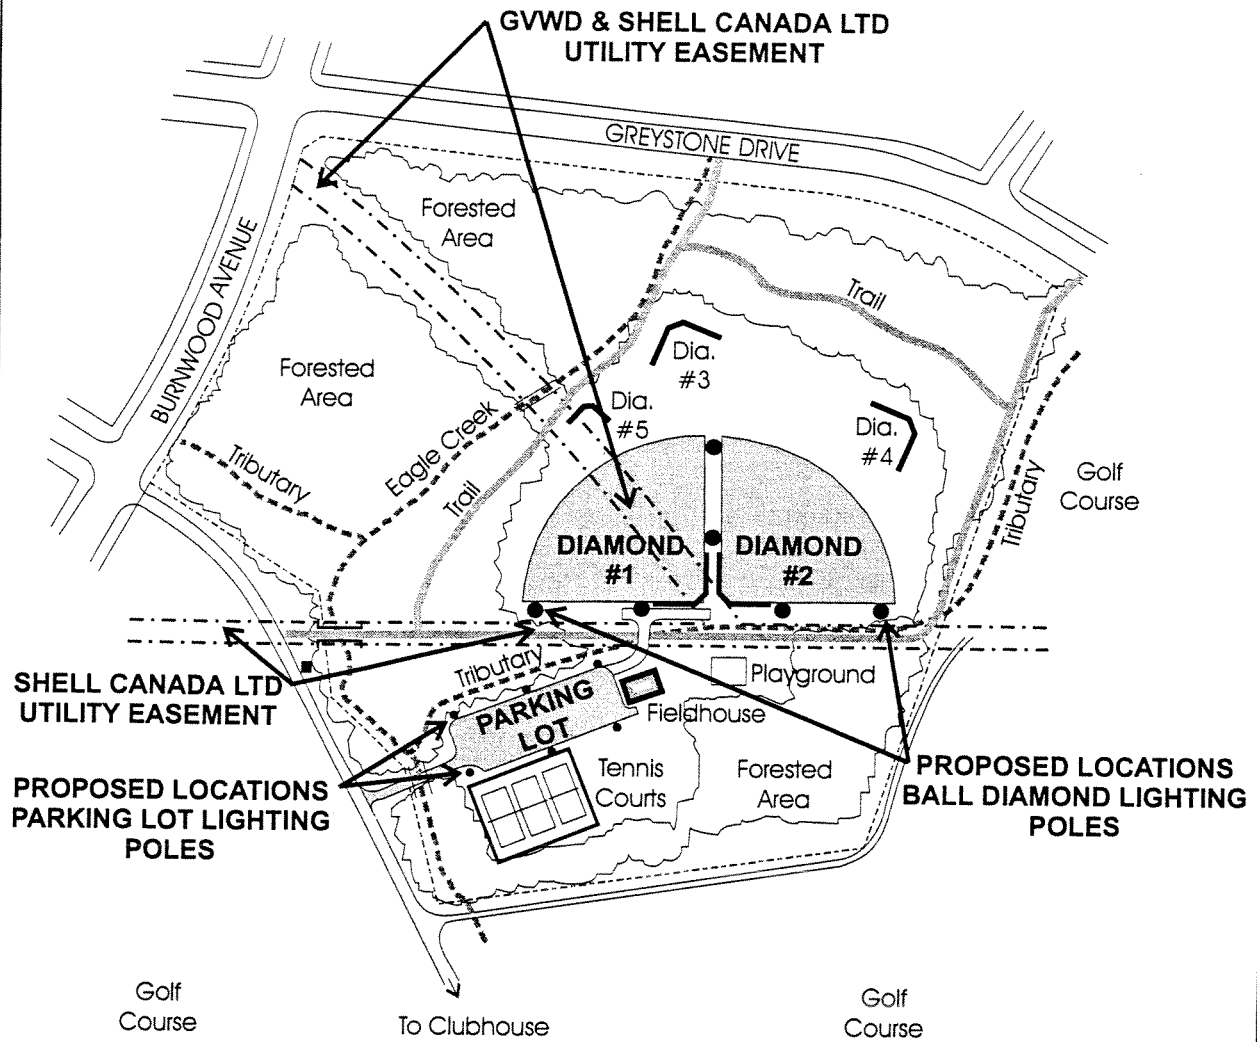 GVWD & SHELL CANADA LTD
UTILITY EASEMENT
GREYSTONE DRIVE
Forested
Area
BURNWOOD AVENUE
Trail
Forested
Area
Dia.
#3
Dia.
#5
Dia.
#4
Eagle Creek
Tributary
Trail
Golf
Course
Tributary
DIAMOND
#1
DIAMOND
#2
Tributary
Playground
SHELL CANADA LTD
UTILITY EASEMENT
PARKING
LOT
Fieldhouse
PROPOSED LOCATIONS
PARKING LOT LIGHTING
POLES
Tennis
Courts
Forested
Area
PROPOSED LOCATIONS
BALL DIAMOND LIGHTING
POLES
Golf
Course
To Clubhouse
Golf
Course